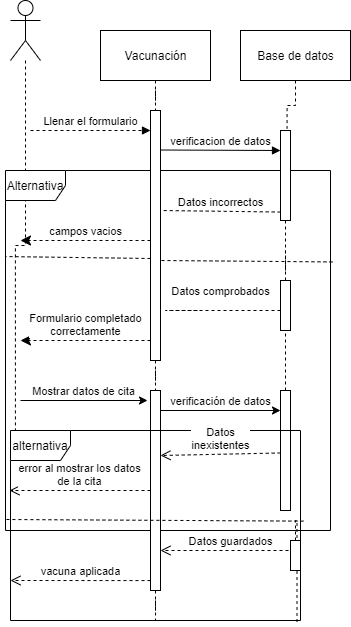 Vacunación
Base de datos
Llenar el formulario
verificacion de datos
Alternativa
Datos incorrectos
campos vacios
Datos comprobados
Formulario completado
correctamente
Mostrar datos de cita
verificación de datos
alternativa
Datos
inexistentes
error al mostrar los datos
de la cita
Datos guardados
vacuna aplicada